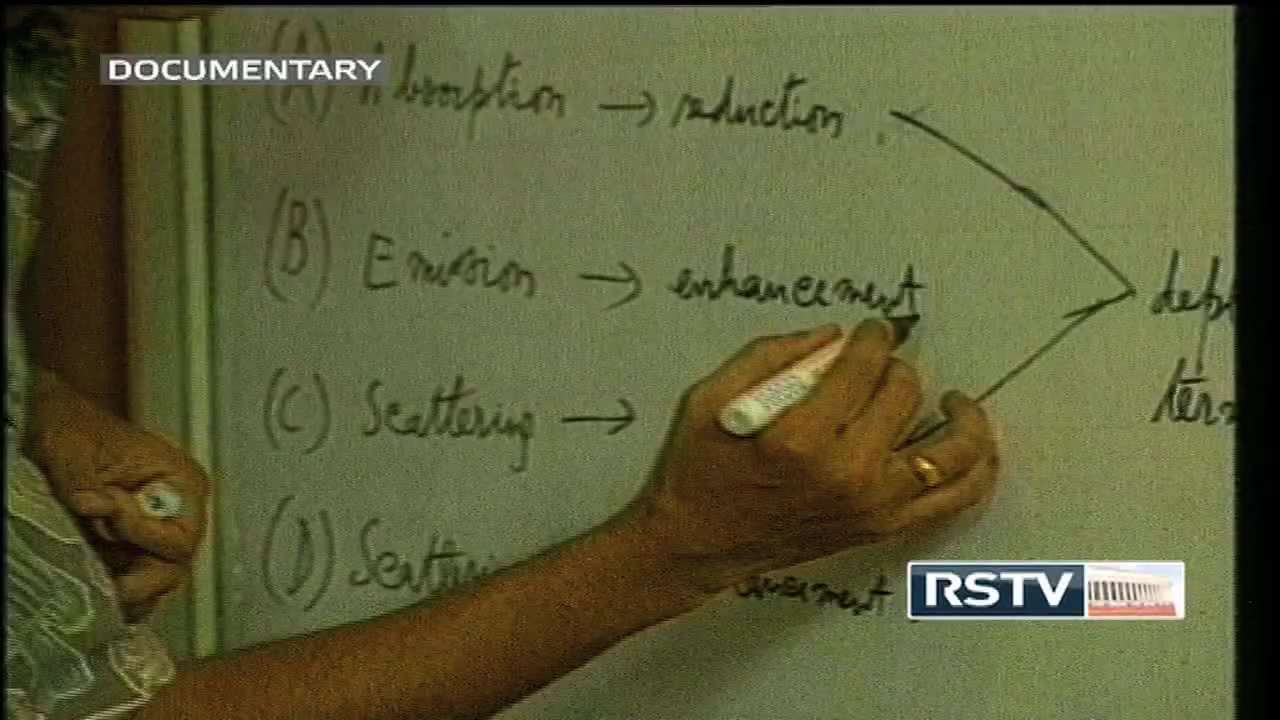 DOCUMENTARY
(A) Absorption → reduction
(B) Emission → enhancement
(C) Scattering →
(D)
RSTV